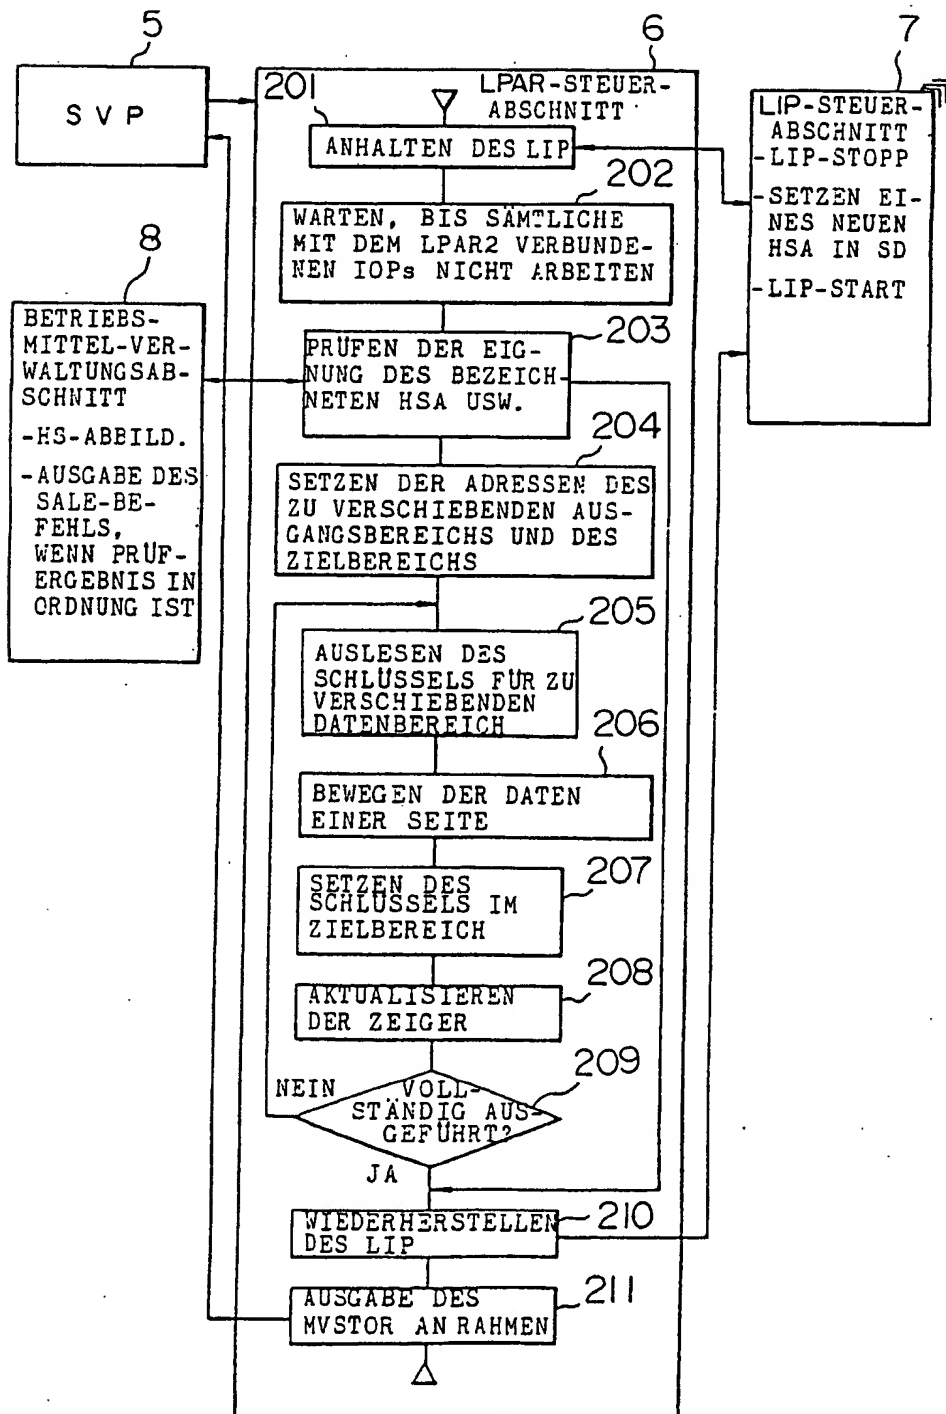 5
SVP
6
LPAR-STEUER-
ABSCHNITT
7
LIP-STEUER-
ABSCHNITT
-LIP-STOPP
-SETZEN EI-
NES NEUEN
HSA IN SD
-LIP-START
8
BETRIEBS-
MITTEL-VER-
WALTUNGSAB-
SCHNITT
-HS-ABBILD.
-AUSGABE DES
SALE-BE-
FEHLS,
WENN PRÜF-
ERGEBNIS IN
ORDNUNG IST
201
ANHALTEN DES LIP
202
WARTEN, BIS SÄMTLICHE
MIT DEM LPAR2 VERBUNDE-
NEN IOPs NICHT ARBEITEN
203
PRÜFEN DER EIG-
NUNG DES BEZEICH-
NETEN HSA USW.
204
SETZEN DER ADRESSEN DES
ZU VERSCHIEBENDEN AUS-
GANGSBEREICHS UND DES
ZIELBEREICHS
205
AUSLESEN DES
SCHLÜSSELS FÜR ZU
VERSCHIEBENDEN
DATENBEREICH
206
BEWEGEN DER DATEN
EINER SEITE
207
SETZEN DES
SCHLÜSSELS IM
ZIELBEREICH
208
AKTUALISIEREN
DER ZEIGER
209
NEIN
VOLL-
STÄNDIG AUS-
GEFÜHRT?
JA
210
WIEDERHERSTELLEN
DES LIP
211
AUSGABE DES
MVSTOR AN RAHMEN